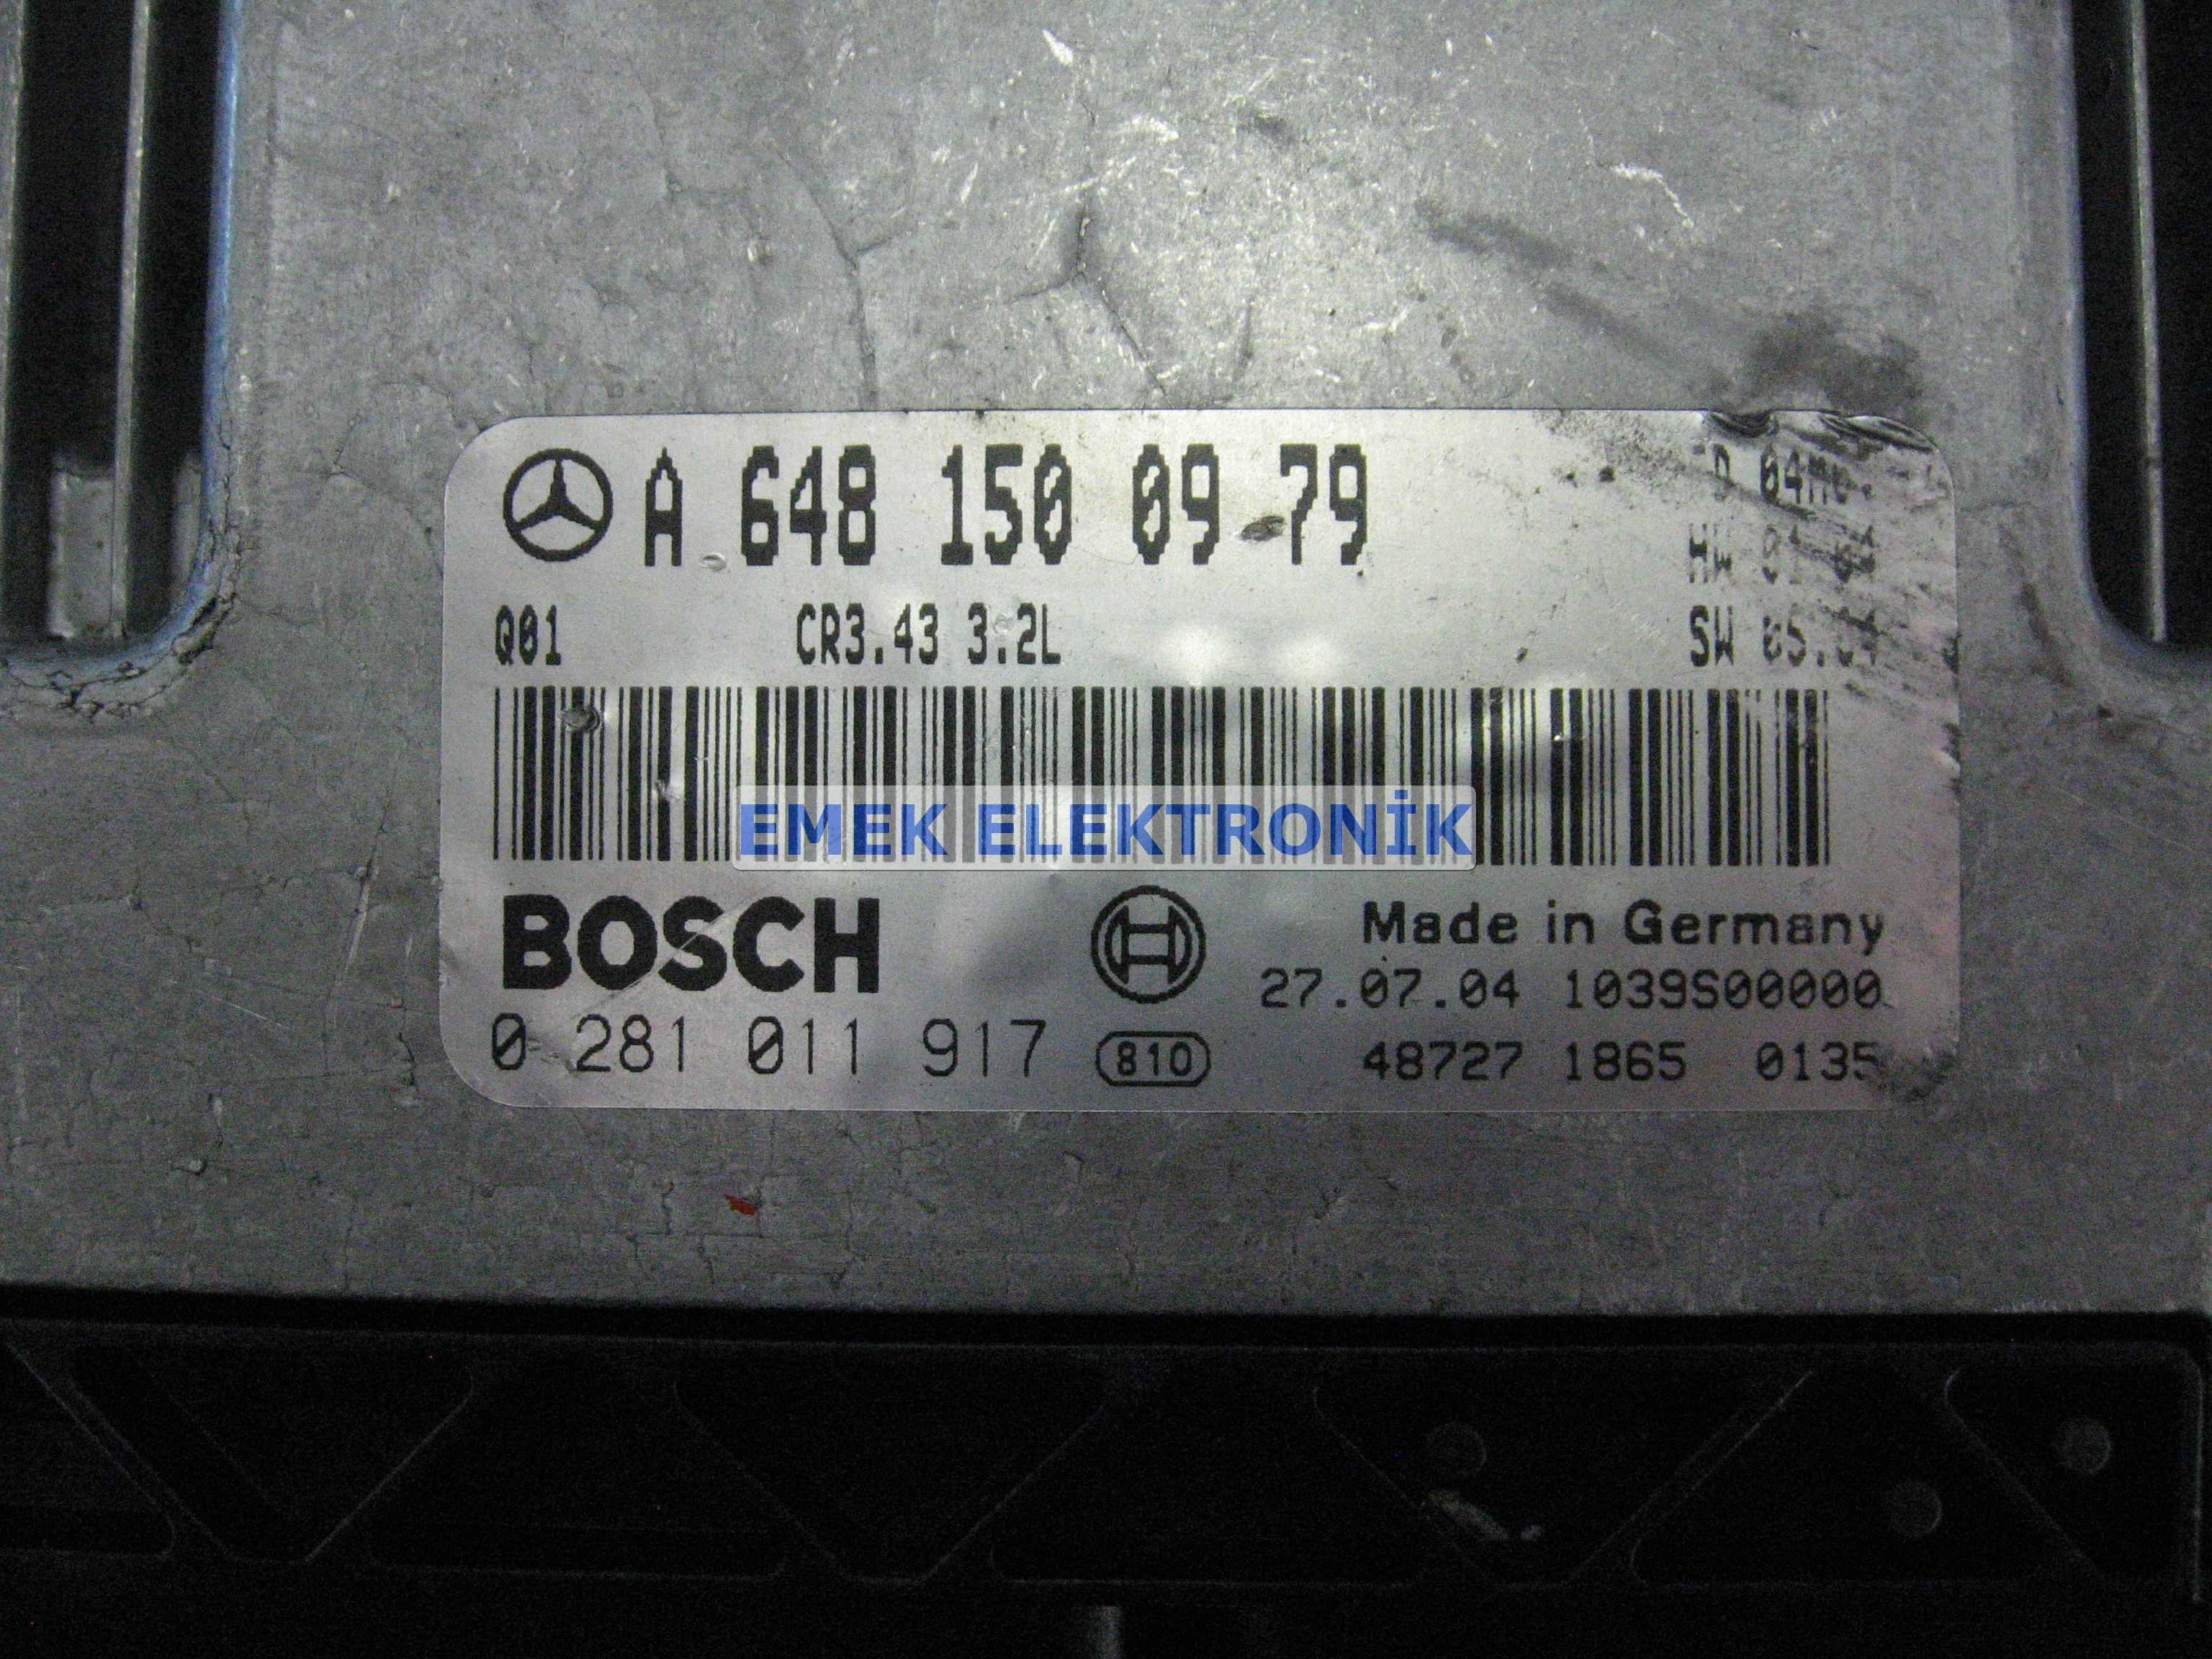 A 648 150 09 79
Q01 CR3.43 3.2L SW
HW
EMEK ELEKTRONİK
BOSCH
Made in Germany
27.07.04 1039S00000
0 281 011 917 810 48727 1865 0135